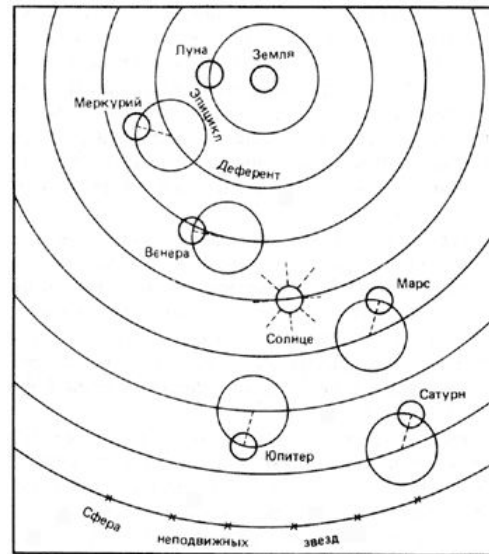 Луна
Земля
Меркурий
Эпицикл
Деферент
Венера
Марс
Солнце
Сатурн
Юпитер
Сфера неподвижных звезд